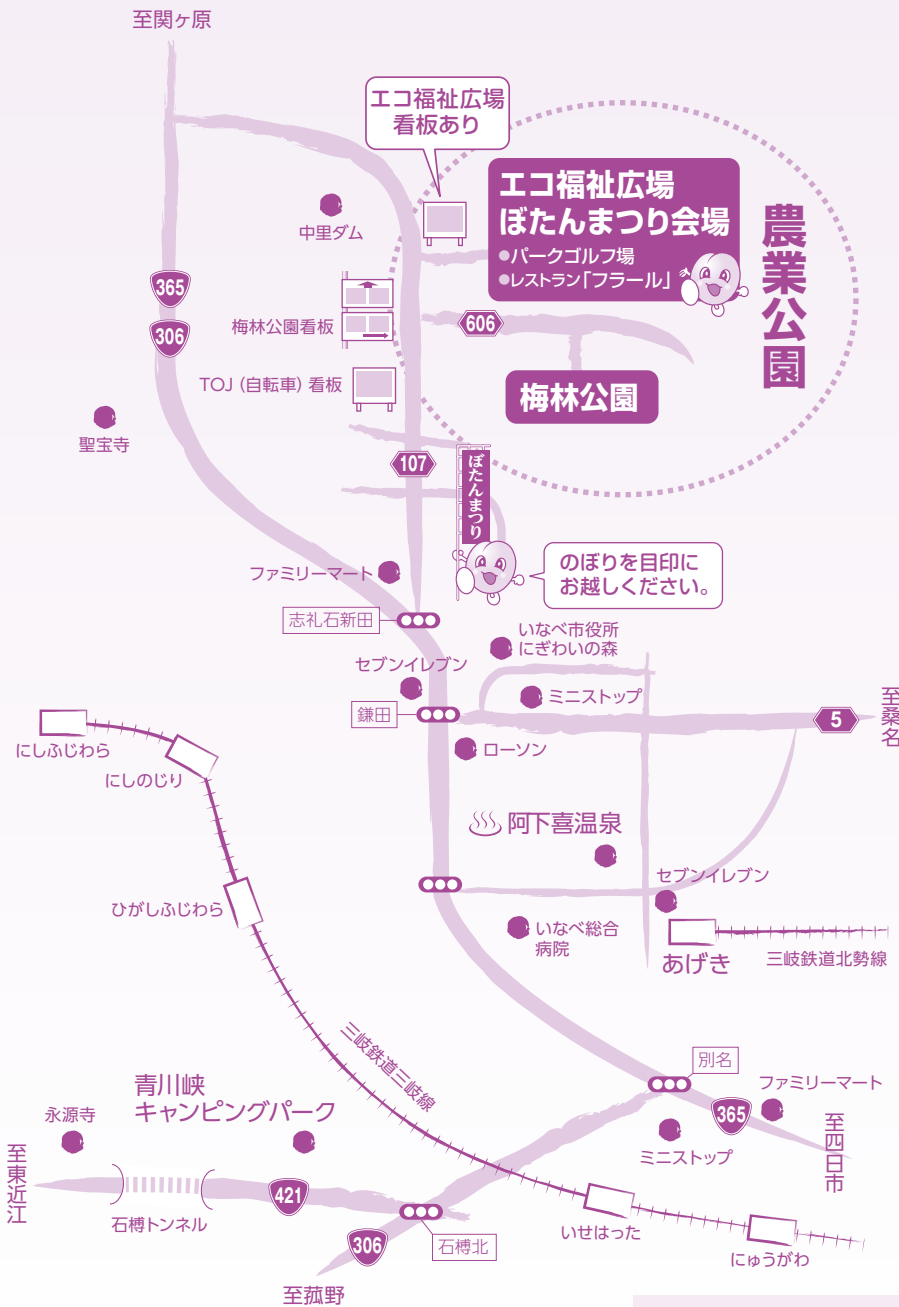 至関ヶ原
エコ福祉広場
看板あり
エコ福祉広場
ぼたんまつり会場
●パークゴルフ場
●レストラン「フラール」
農業公園
中里ダム
365
306
梅林公園看板
606
TOJ（自転車）看板
梅林公園
聖宝寺
107
ぼたんまつり
のぼりを目印に
お越しください。
ファミリーマート
志礼石新田
いなべ市役所
にぎわいの森
セブンイレブン
ミニストップ
鎌田
5
至桑名
ローソン
にしふじわら
にしのじり
阿下喜温泉
セブンイレブン
ひがしふじわら
いなべ総合
病院
あげき
三岐鉄道北勢線
三岐鉄道三岐線
別名
青川峡
キャンピングパーク
ファミリーマート
365
永源寺
ミニストップ
至四日市
至東近江
421
石榑トンネル
306
石榑北
いせはった
にゅうがわ
至菰野